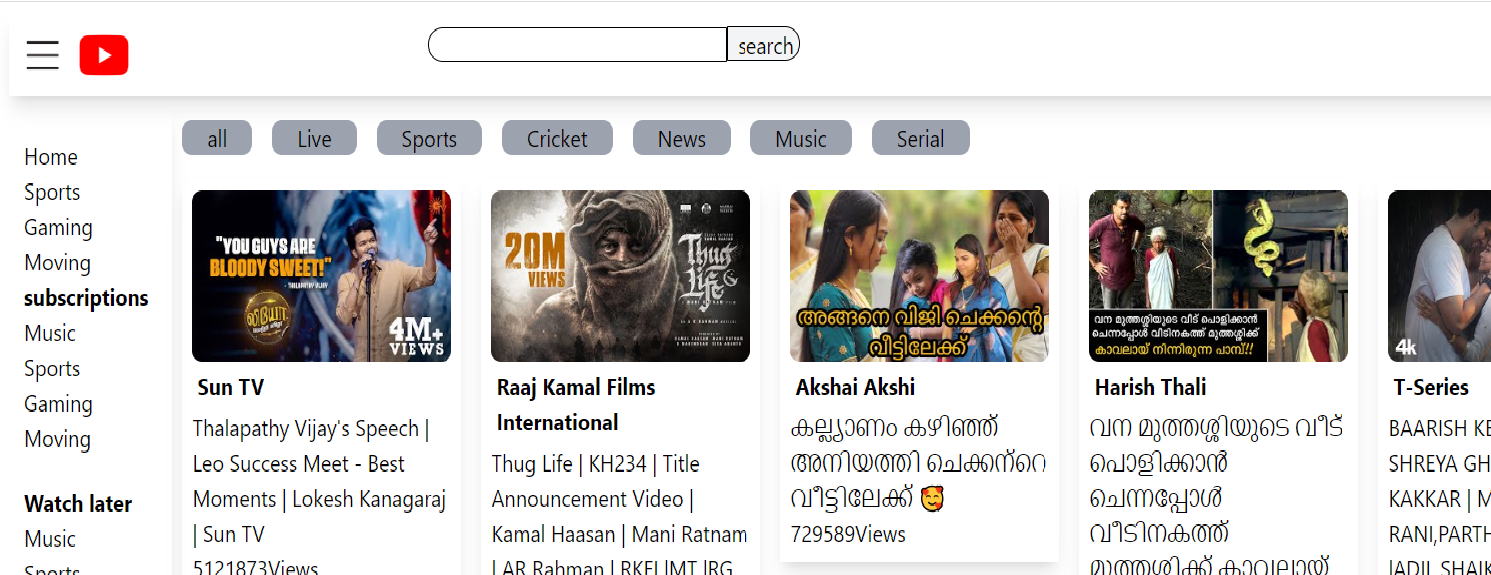 search
all
Live
Sports
Cricket
News
Music
Serial
Home
Sports
Gaming
Moving
subscriptions
Music
Sports
Gaming
Moving
Watch later
Music
Sports
"YOU GUYS ARE
BLOODY SWEET!"
- THALAPATHY VIJAY
லியோ
4M+
VIEWS
Sun TV
Thalapathy Vijay's Speech |
Leo Success Meet - Best
Moments | Lokesh Kanagaraj
| Sun TV
5121873Views
20M
VIEWS
Thug
Life
Raaj Kamal Films
International
Thug Life | KH234 | Title
Announcement Video |
Kamal Haasan | Mani Ratnam
| AR Rahman | RKFI |MT |RG
അങ്ങനെ വിജി ചെക്കന്റെ
വീട്ടിലേക്ക്
Akshai Akshi
കല്ല്യാണം കഴിഞ്ഞ്
അനിയത്തി ചെക്കന്റെ
വീട്ടിലേക്ക് 🥰
729589Views
വന മുത്തശ്ശിയുടെ വീട് പൊളിക്കാൻ
ചെന്നപ്പോൾ വീടിനകത്ത് മുത്തശ്ശിക്ക്
കാവലായ് നിന്നിരുന്ന പാമ്പ്!!
Harish Thali
വന മുത്തശ്ശിയുടെ വീട്
പൊളിക്കാൻ
ചെന്നപ്പോൾ
വീടിനകത്ത്
മുത്തശ്ശിക്ക് കാവലായ്
4k
T-Series
BAARISH KE
SHREYA GH
KAKKAR | M
RANI,PARTH
JADIL SHAIK